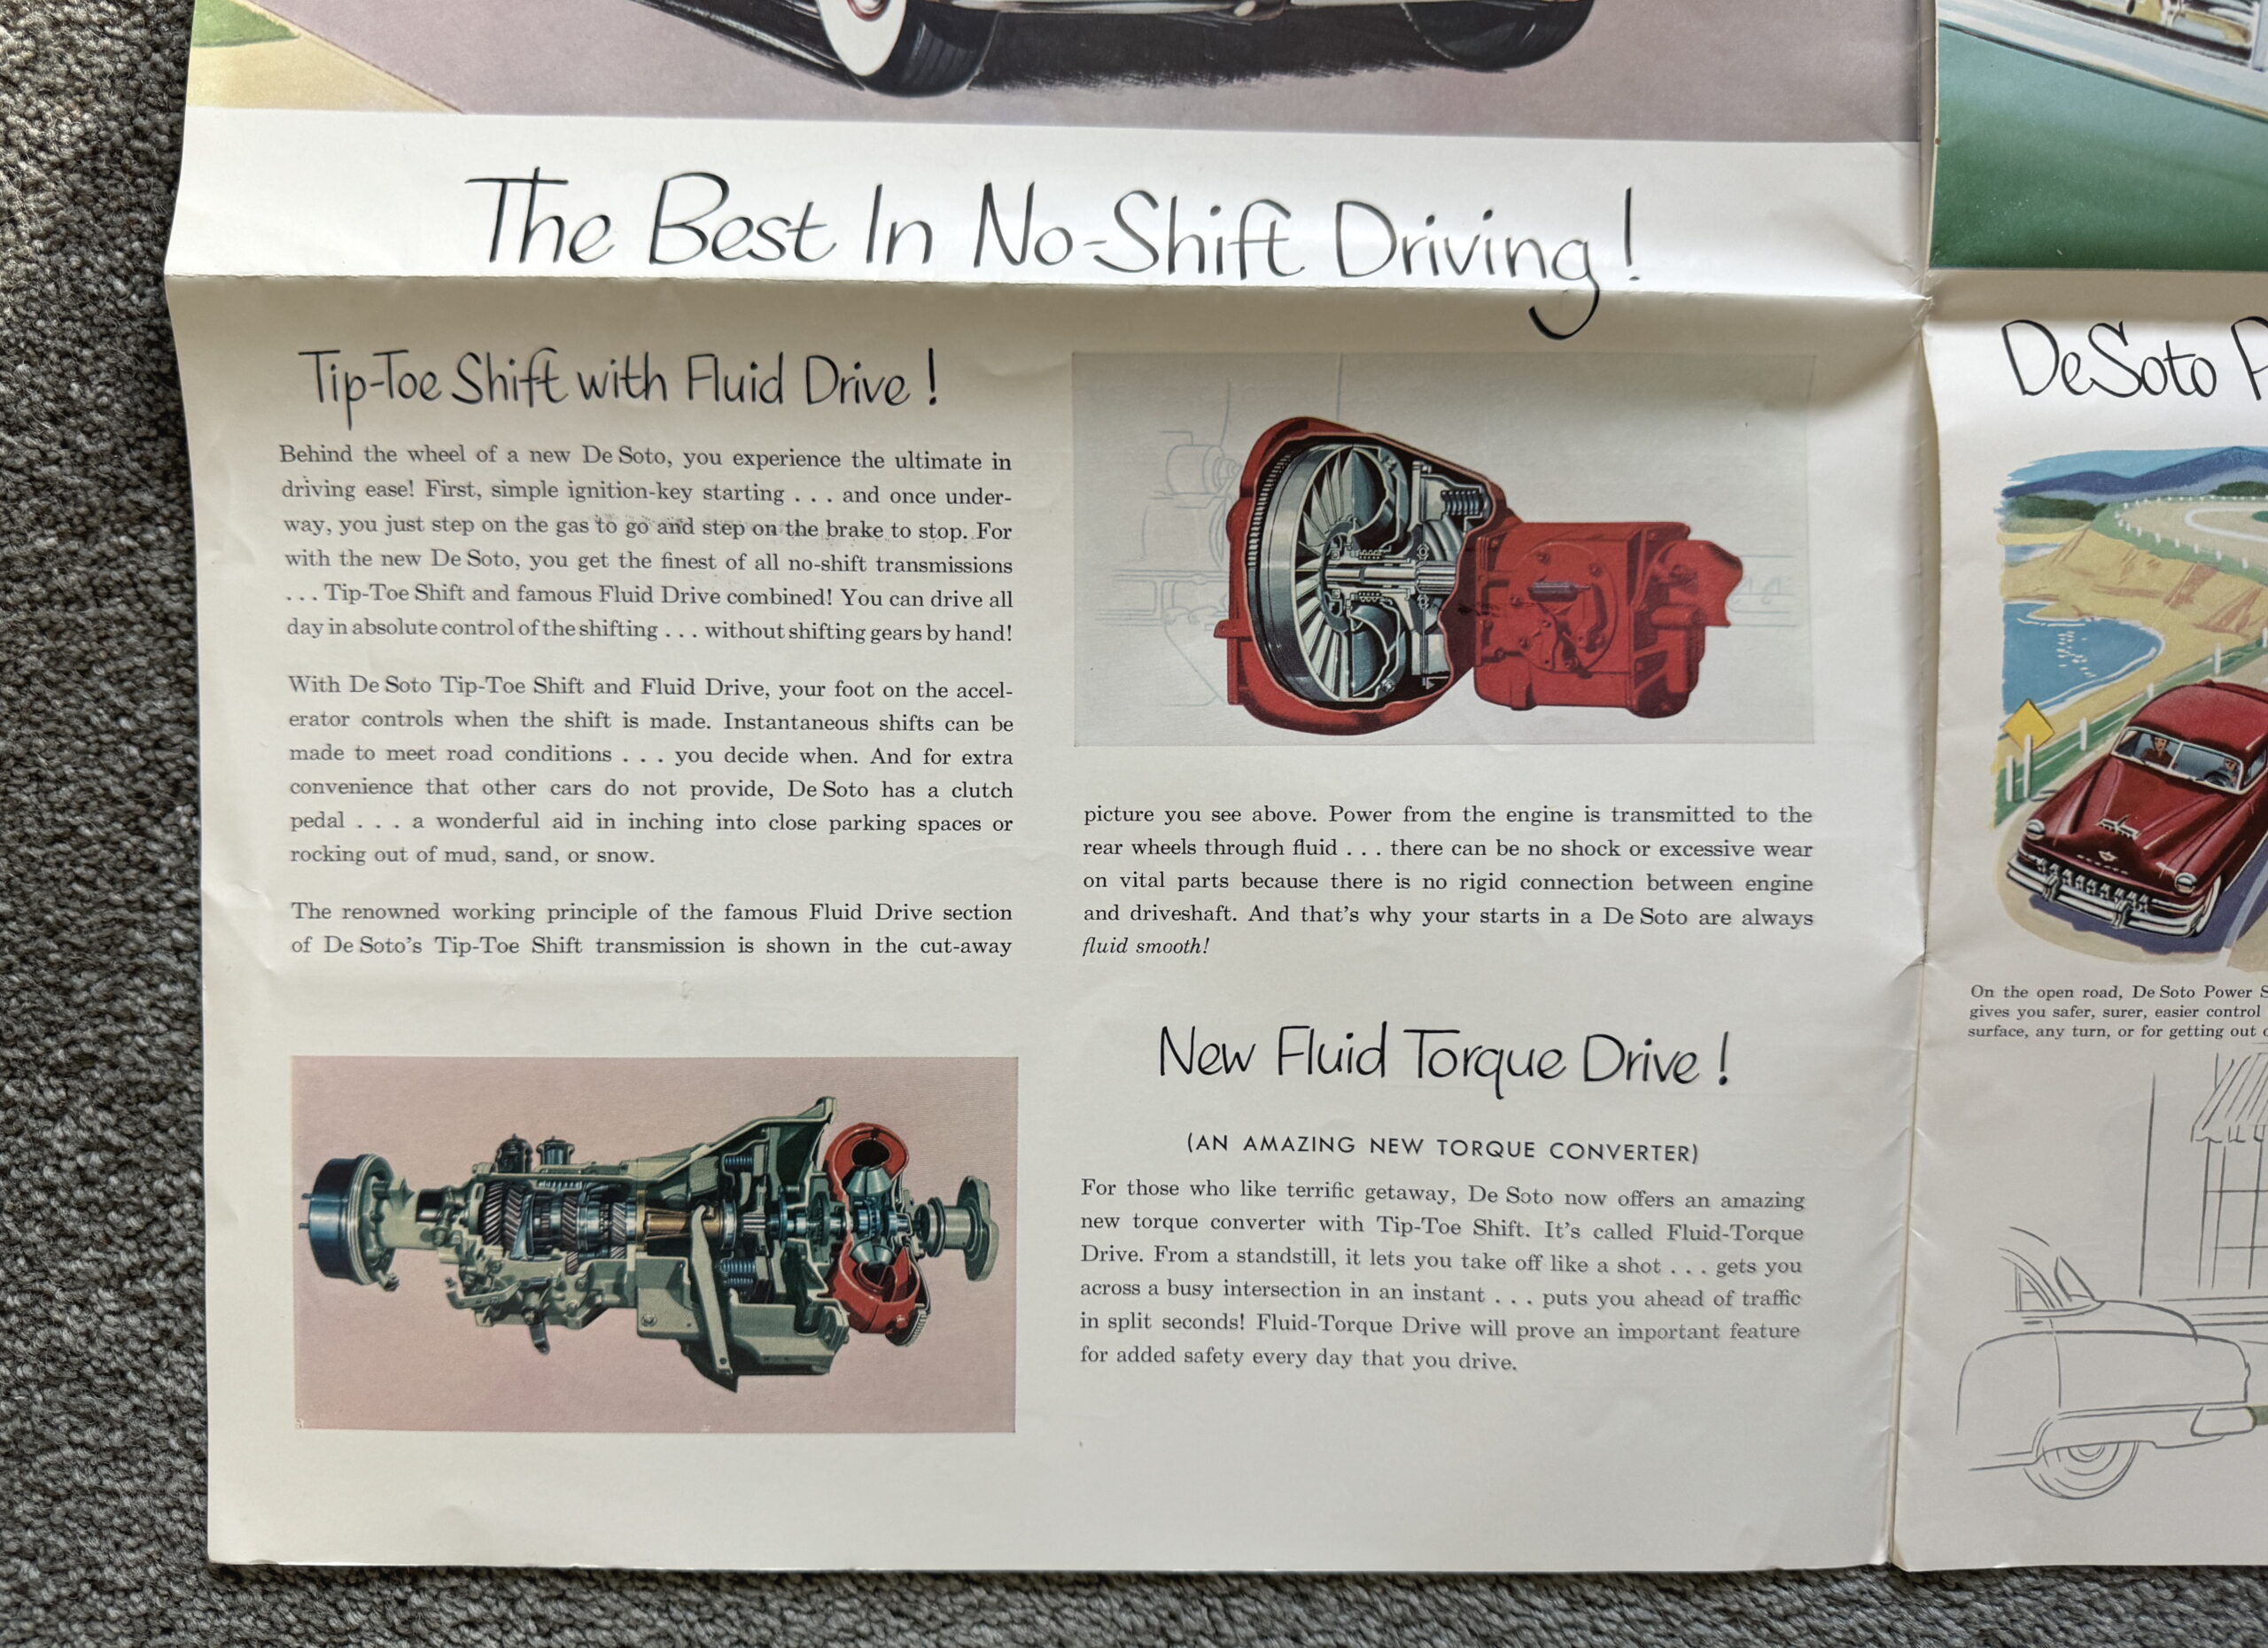 The Best In No-Shift Driving!
Tip-Toe Shift with Fluid Drive!
Behind the wheel of a new De Soto, you experience the ultimate in
driving ease! First, simple ignition-key starting . . . and once under-
way, you just step on the gas to go and step on the brake to stop. For
with the new De Soto, you get the finest of all no-shift transmissions
. . . Tip-Toe Shift and famous Fluid Drive combined! You can drive all
day in absolute control of the shifting . . . without shifting gears by hand!
With De Soto Tip-Toe Shift and Fluid Drive, your foot on the accel-
erator controls when the shift is made. Instantaneous shifts can be
made to meet road conditions . . . you decide when. And for extra
convenience that other cars do not provide, De Soto has a clutch
pedal . . . a wonderful aid in inching into close parking spaces or
rocking out of mud, sand, or snow.
The renowned working principle of the famous Fluid Drive section
of De Soto's Tip-Toe Shift transmission is shown in the cut-away
picture you see above. Power from the engine is transmitted to the
rear wheels through fluid . . . there can be no shock or excessive wear
on vital parts because there is no rigid connection between engine
and driveshaft. And that's why your starts in a De Soto are always
fluid smooth!
New Fluid Torque Drive!
(AN AMAZING NEW TORQUE CONVERTER)
For those who like terrific getaway, De Soto now offers an amazing
new torque converter with Tip-Toe Shift. It's called Fluid-Torque
Drive. From a standstill, it lets you take off like a shot . . . gets you
across a busy intersection in an instant . . . puts you ahead of traffic
in split seconds! Fluid-Torque Drive will prove an important feature
for added safety every day that you drive.
DeSoto
On the open road, De Soto Power
gives you safer, surer, easier control
surface, any turn, or for getting out